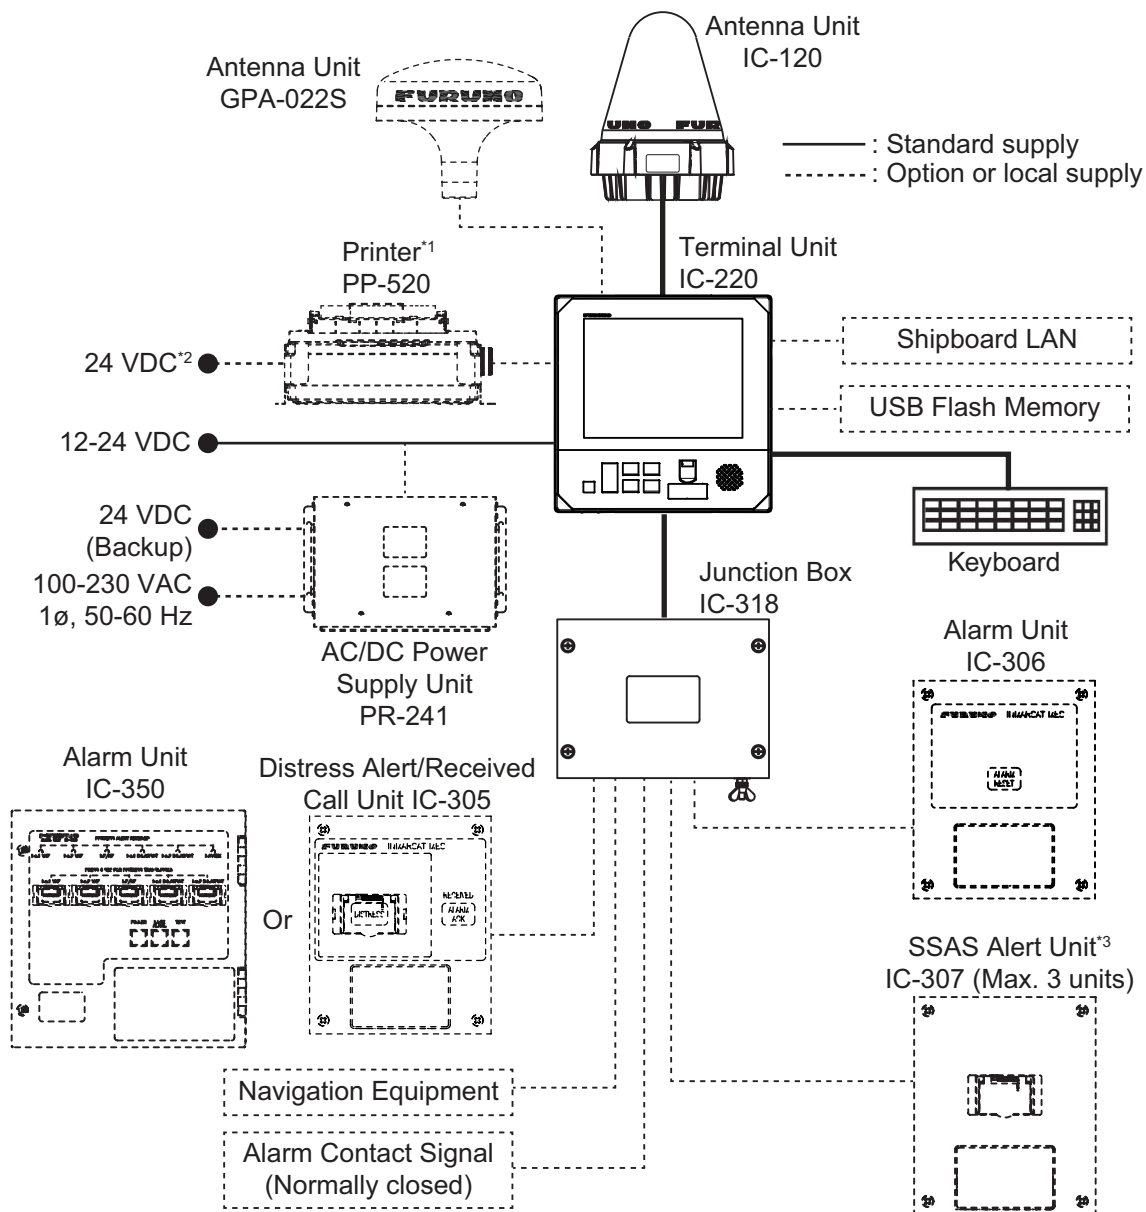 Antenna Unit
IC-120
Antenna Unit
GPA-022S
FURUNO
UNO FUR
: Standard supply
: Option or local supply
Printer*1
PP-520
Terminal Unit
IC-220
24 VDC*2
Shipboard LAN
USB Flash Memory
12-24 VDC
24 VDC
(Backup)
100-230 VAC
1ø, 50-60 Hz
Keyboard
Junction Box
IC-318
AC/DC Power
Supply Unit
PR-241
Alarm Unit
IC-306
FURUNO INMARSAT MES
ALARM
RESET
Alarm Unit
IC-350
Distress Alert/Received
Call Unit IC-305
FURUNO INMARSAT MES
DISTRESS
RECEIVED
ALARM
ACK
Or
SSAS Alert Unit*3
IC-307 (Max. 3 units)
Navigation Equipment
Alarm Contact Signal
(Normally closed)